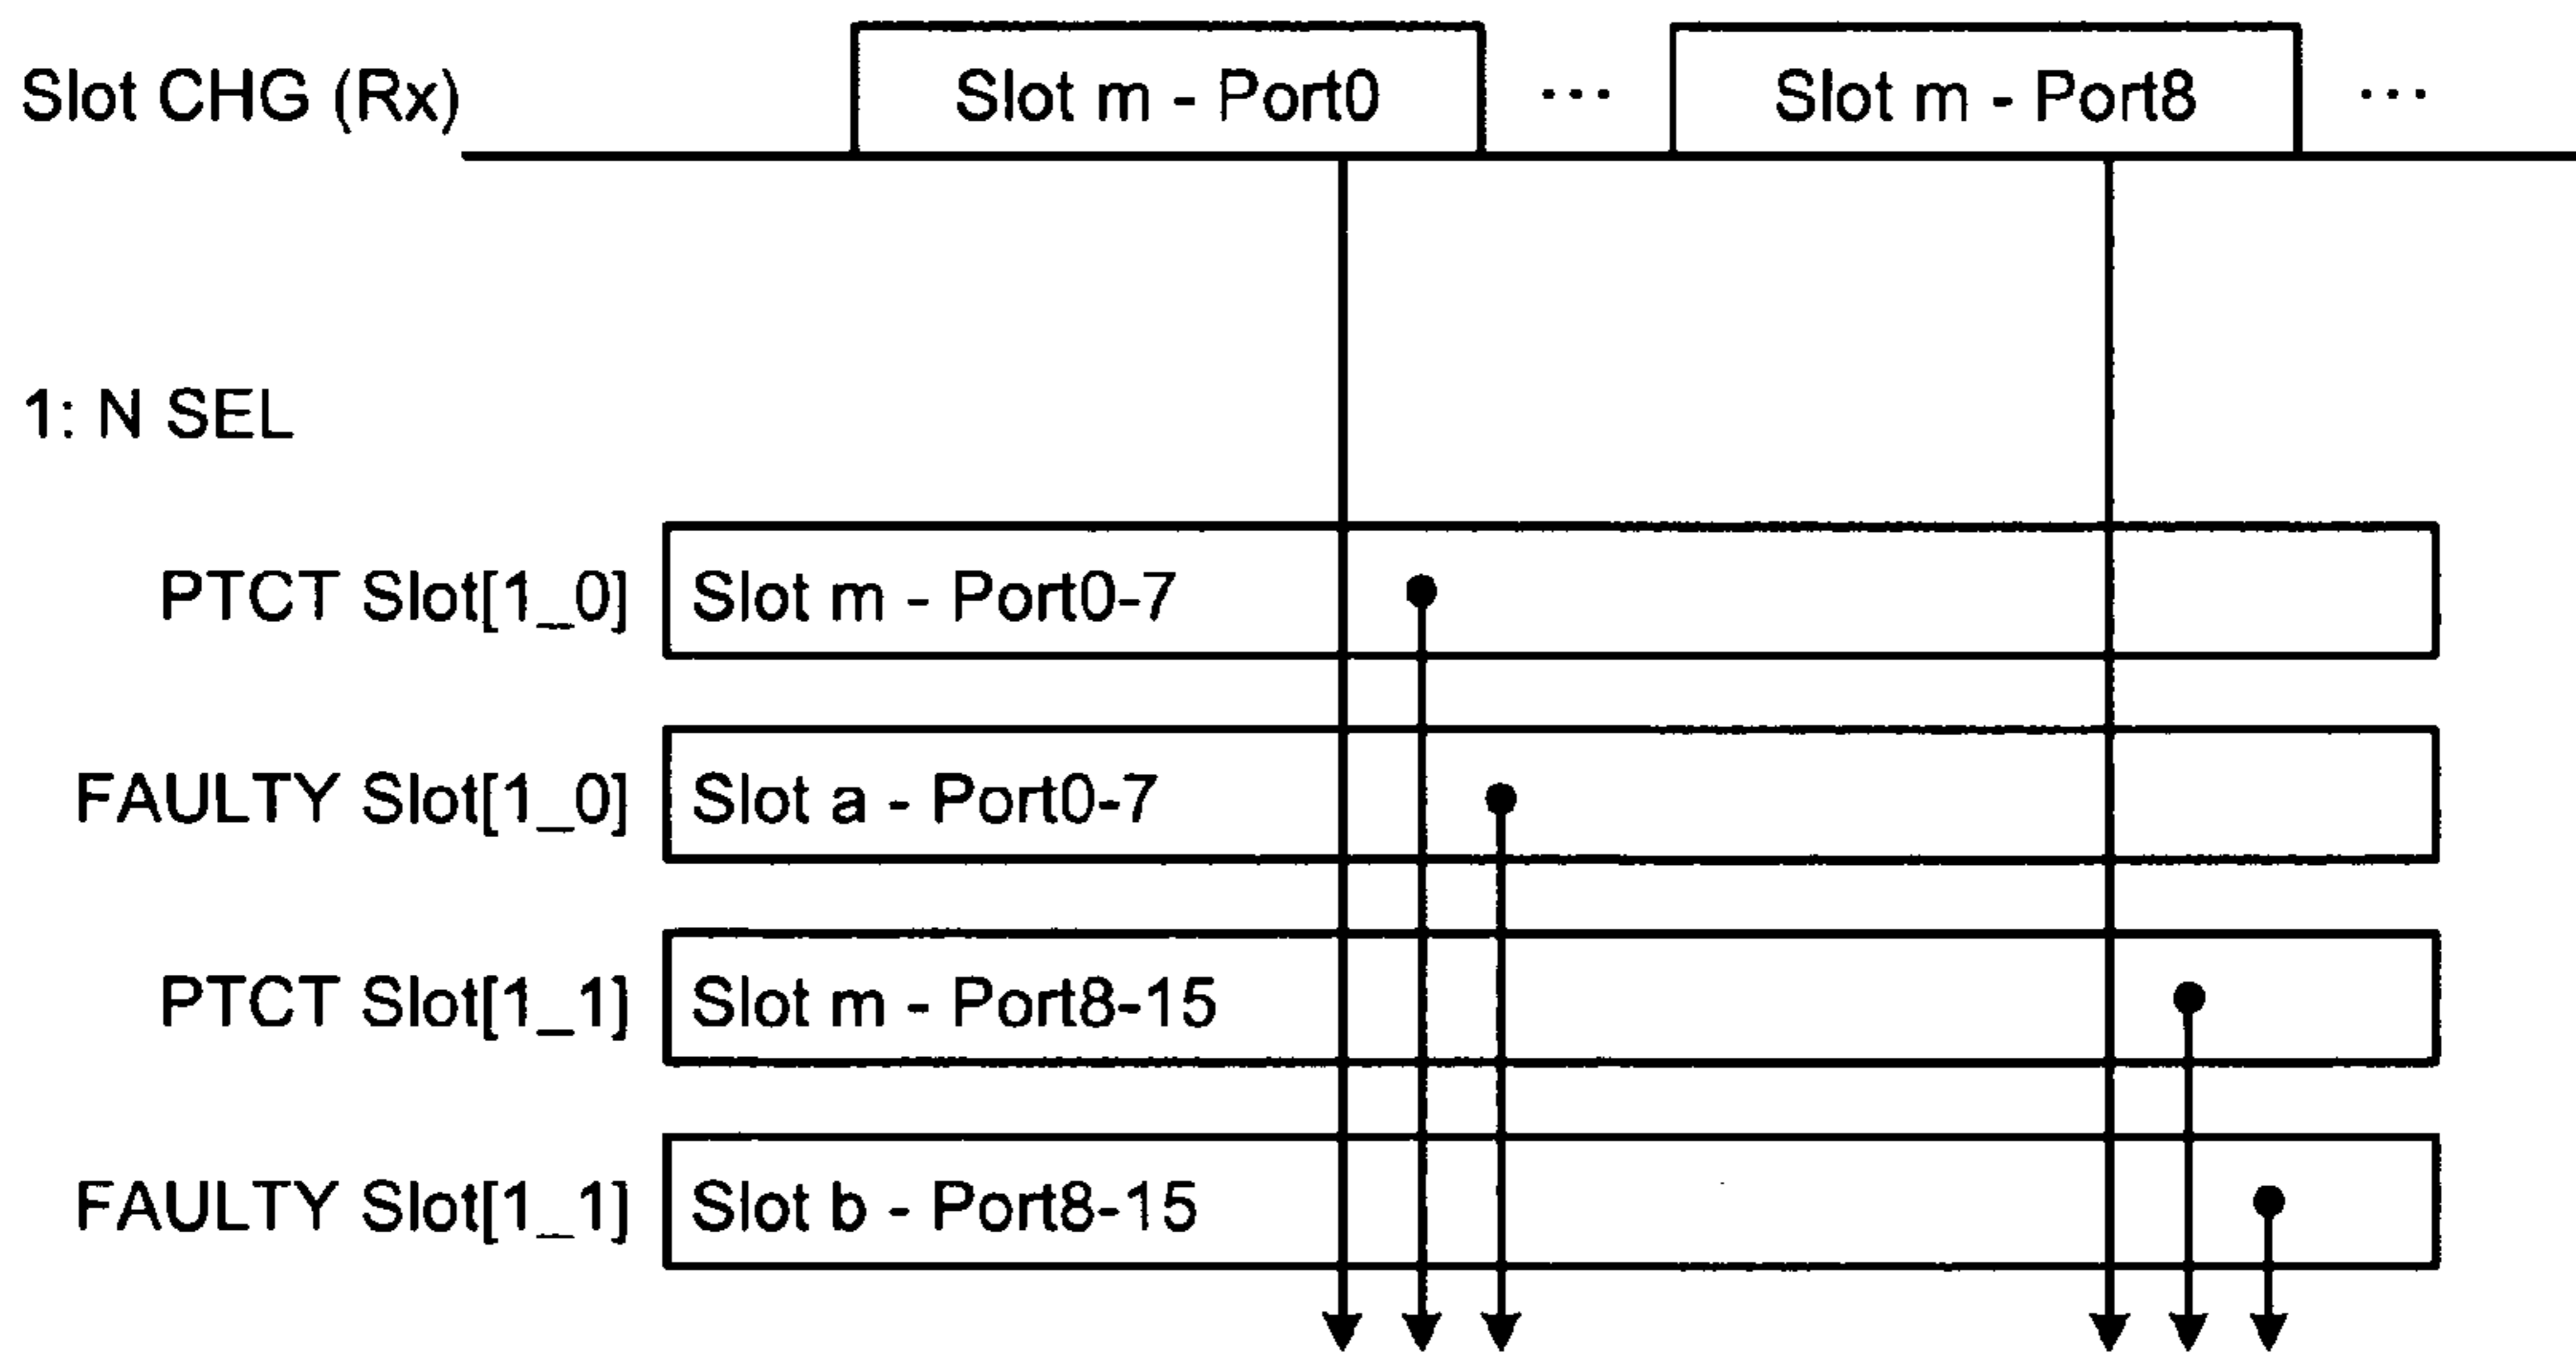 Slot CHG (Rx) Slot m - Port0 ... Slot m - Port8 ...
1: N SEL
PTCT Slot[1_0] Slot m - Port0-7
FAULTY Slot[1_0] Slot a - Port0-7
PTCT Slot[1_1] Slot m - Port8-15
FAULTY Slot[1_1] Slot b - Port8-15